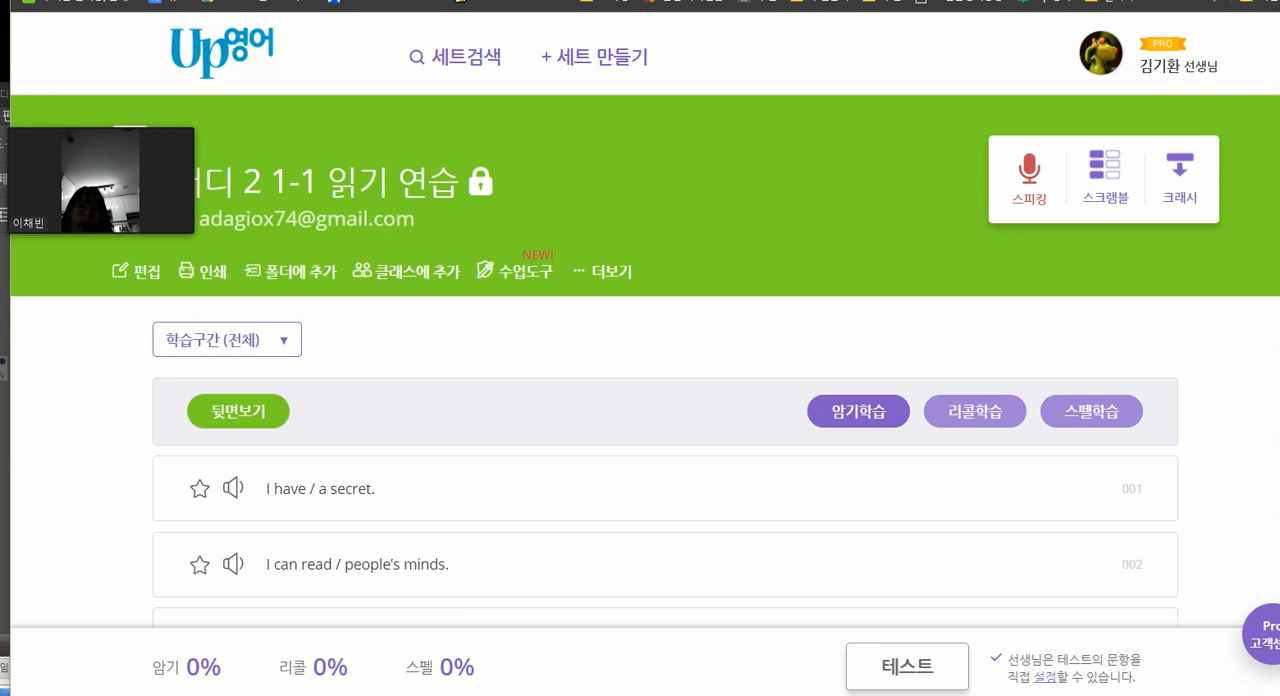 Up영어
세트검색
+ 세트 만들기
PRO
김기환 선생님
이채빈
디 2 1-1 읽기 연습
adagiox74@gmail.com
스피킹
스크램블
크래시
편집
인쇄
폴더에 추가
클래스에 추가
NEW!
수업도구
··· 더보기
학습구간 (전체) ▼
뒷면보기
암기학습
리콜학습
스펠학습
I have / a secret.
001
I can read / people’s minds.
002
암기 0%
리콜 0%
스펠 0%
테스트
선생님은 테스트의 문항을
직접 설정할 수 있습니다.
Pro